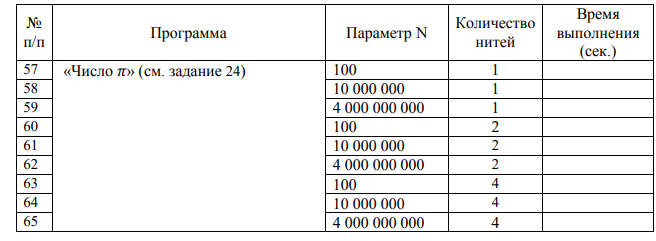 № п/п Программа Параметр N Количество нитей Время выполнения (сек.)
57 «Число π» (см. задание 24) 100 1
58 10 000 000 1
59 4 000 000 000 1
60 100 2
61 10 000 000 2
62 4 000 000 000 2
63 100 4
64 10 000 000 4
65 4 000 000 000 4